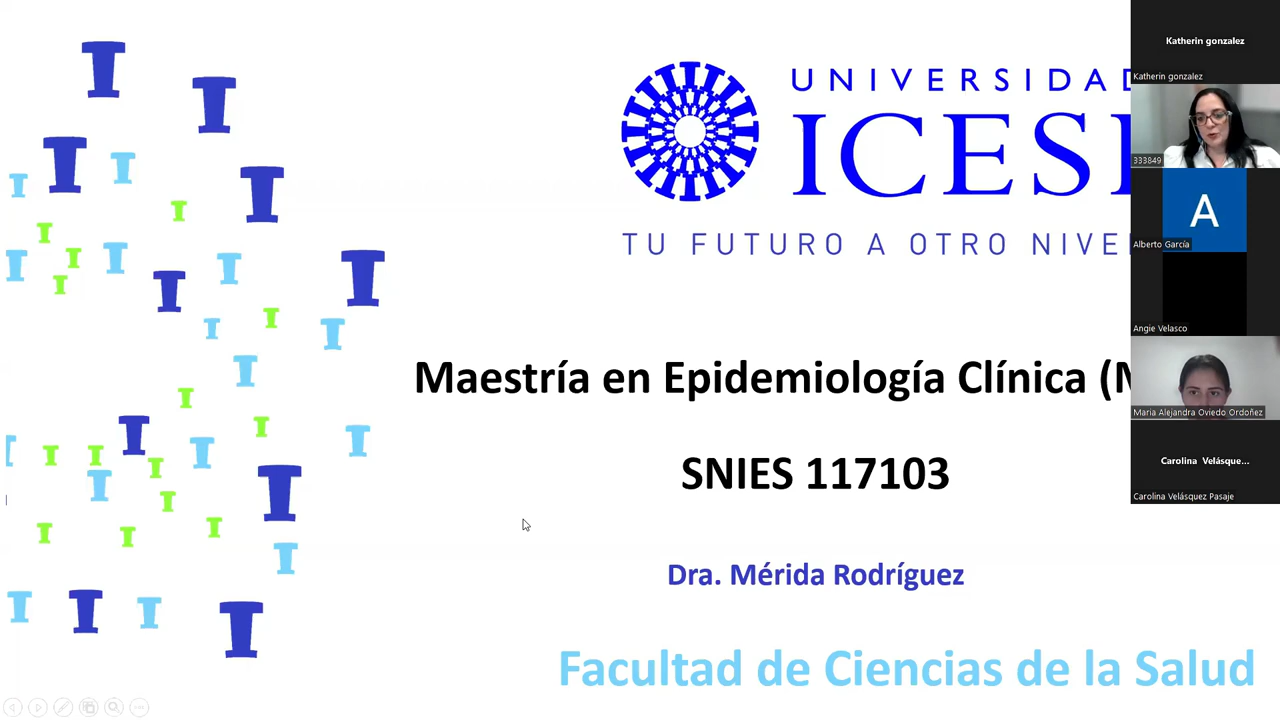 UNIVERSIDAD
ICESI
TU FUTURO A OTRO NIVE
Maestría en Epidemiología Clínica (M
SNIES 117103
Dra. Mérida Rodríguez
Facultad de Ciencias de la Salud
Katherin gonzalez
Katherin gonzalez
333849
A
Alberto García
Angie Velasco
Maria Alejandra Oviedo Ordoñez
Carolina Velásque...
Carolina Velásquez Pasaje